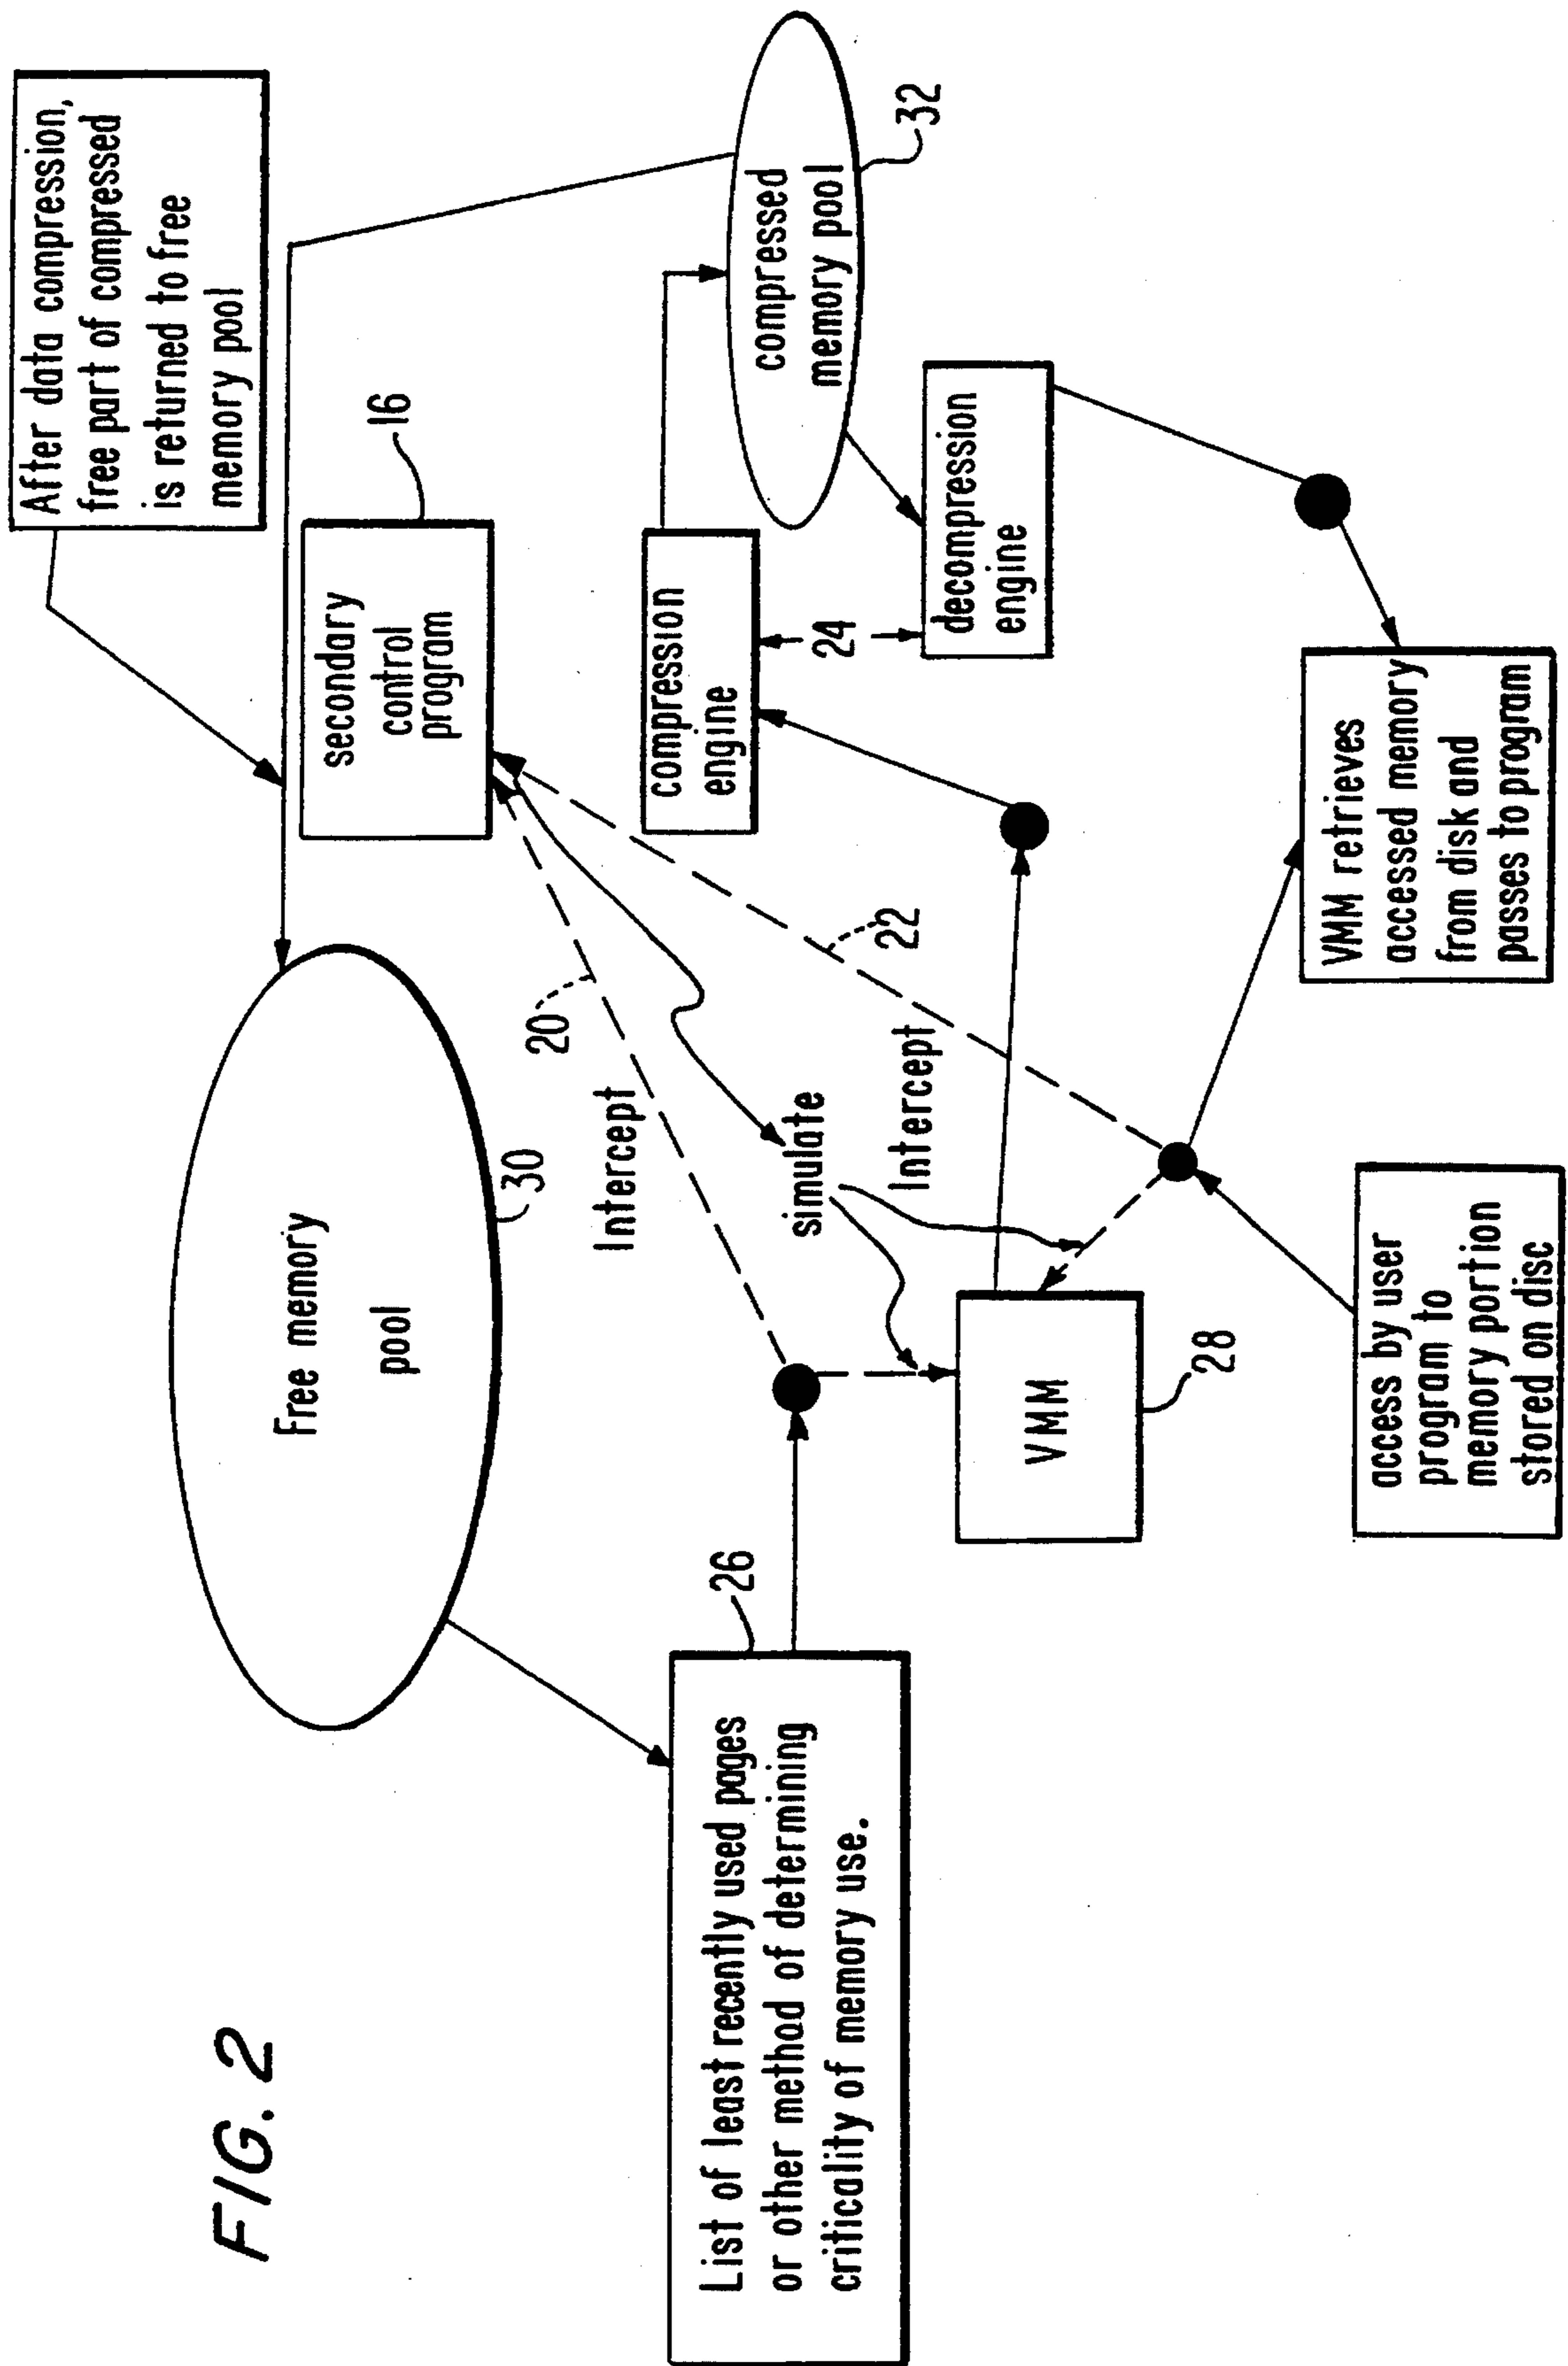 FIG. 2
After data compression,
free part of compressed
is returned to free
memory pool
Free memory
pool
30
secondary
control
program
16
20
Intercept
List of least recently used pages
or other method of determining
criticality of memory use.
26
simulate
compression
engine
24
compressed
memory pool
32
22
Intercept
VMM
28
decompression
engine
access by user
program to
memory portion
stored on disc
VMM retrieves
accessed memory
from disk and
passes to program